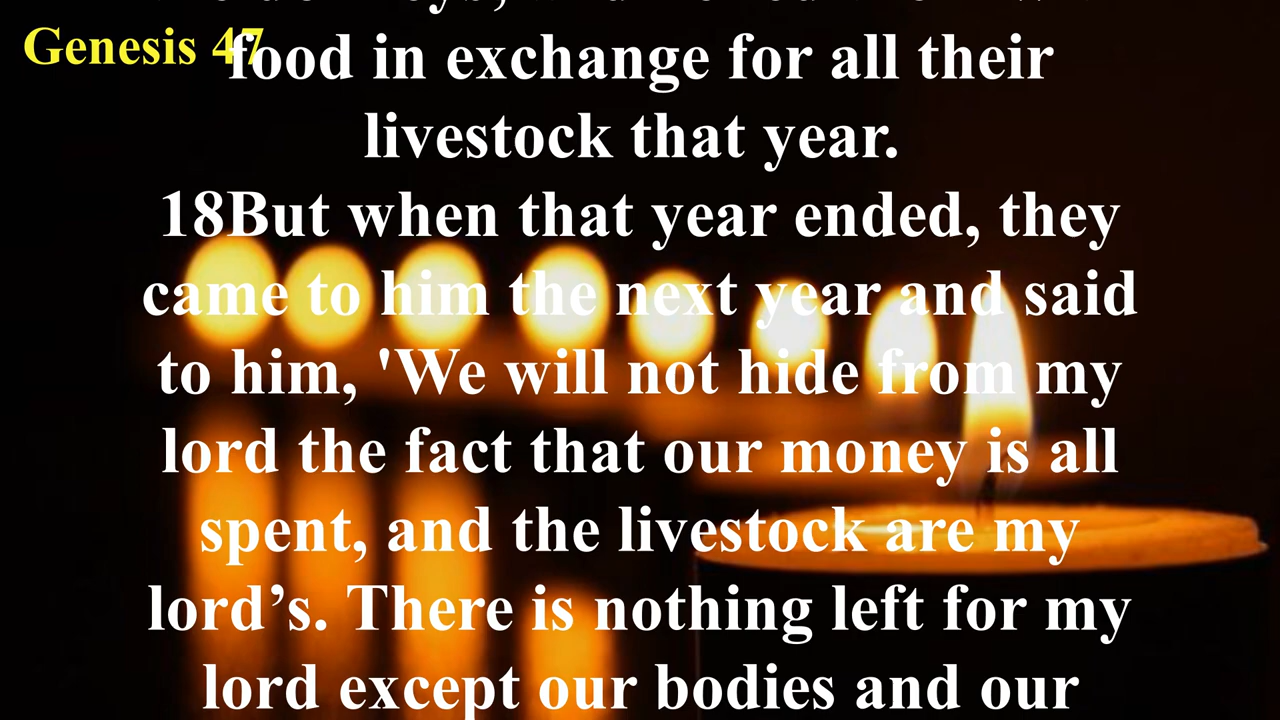 Genesis 47
food in exchange for all their
livestock that year.
18But when that year ended, they
came to him the next year and said
to him, 'We will not hide from my
lord the fact that our money is all
spent, and the livestock are my
lord’s. There is nothing left for my
lord except our bodies and our